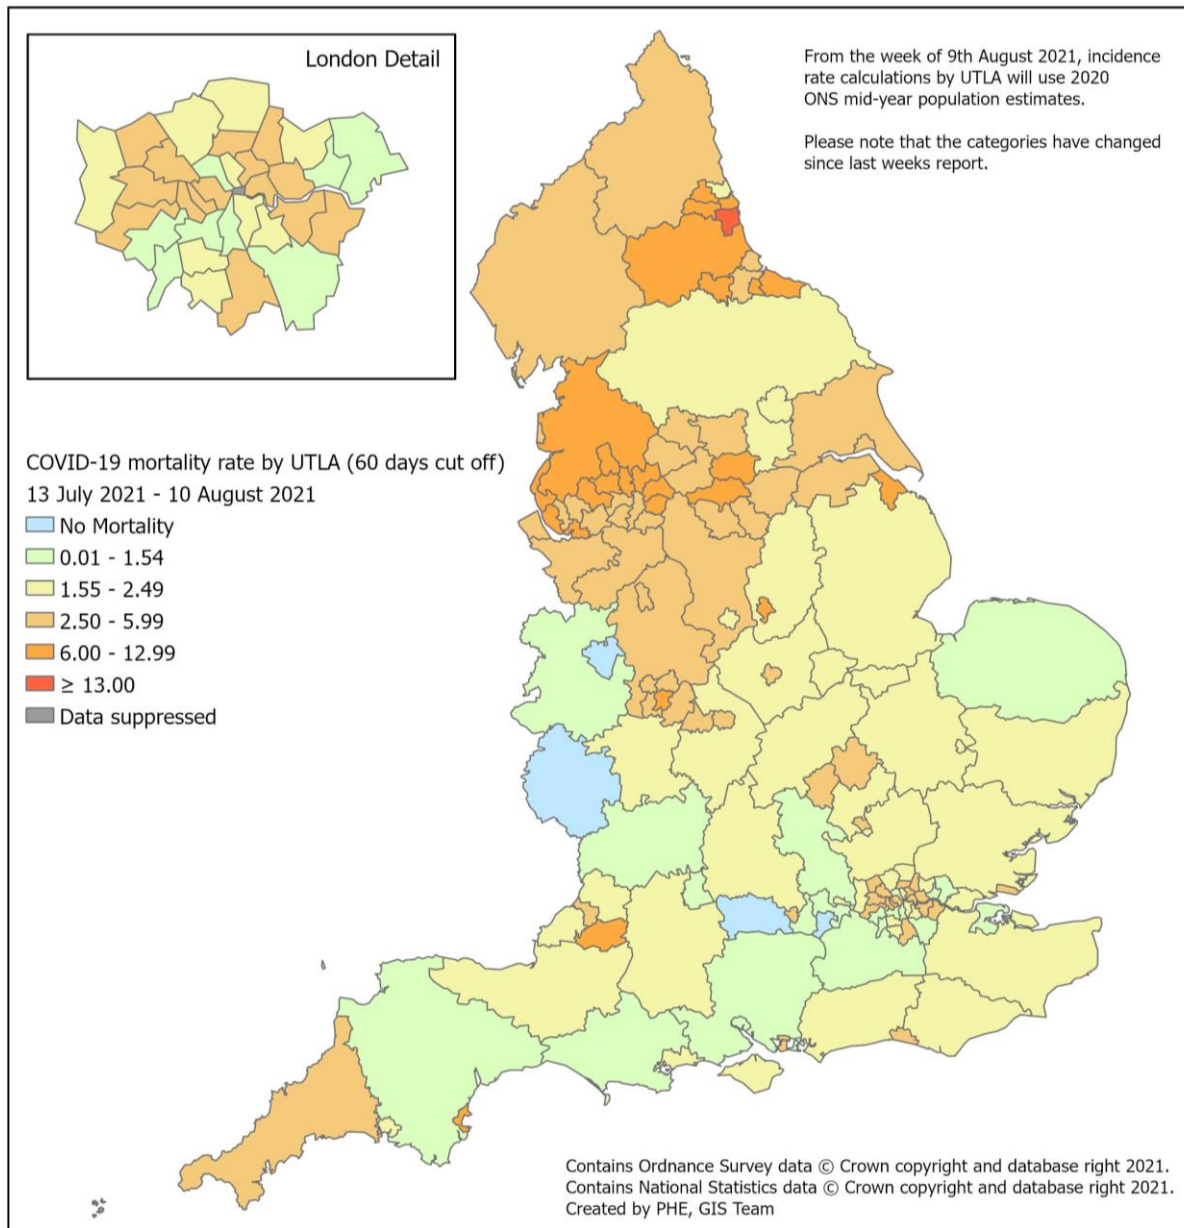 London Detail
From the week of 9th August 2021, incidence
rate calculations by UTLA will use 2020
ONS mid-year population estimates.
Please note that the categories have changed
since last weeks report.
COVID-19 mortality rate by UTLA (60 days cut off)
13 July 2021 - 10 August 2021
No Mortality
0.01 - 1.54
1.55 - 2.49
2.50 - 5.99
6.00 - 12.99
≥ 13.00
Data suppressed
Contains Ordnance Survey data © Crown copyright and database right 2021.
Contains National Statistics data © Crown copyright and database right 2021.
Created by PHE, GIS Team